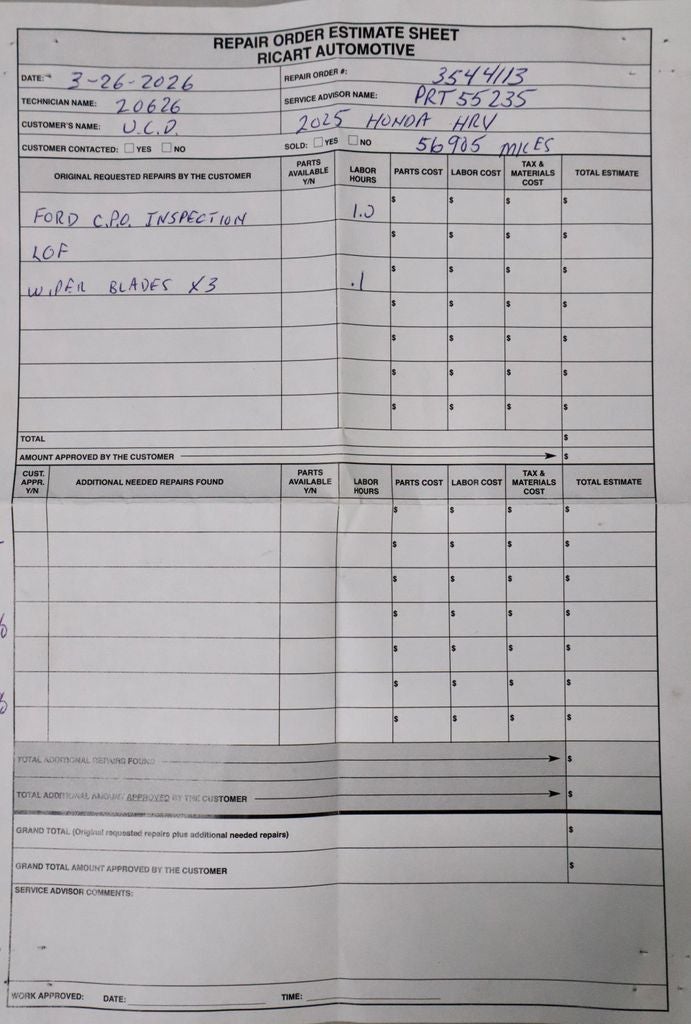 REPAIR ORDER ESTIMATE SHEET
RICART AUTOMOTIVE
DATE: 3-26-2026 REPAIR ORDER #: 3544113
TECHNICIAN NAME: 20626 SERVICE ADVISOR NAME: PRT 55235
CUSTOMER'S NAME: U.C.D. 2025 HONDA HRV
CUSTOMER CONTACTED: YES NO SOLD: YES NO 56905 MILES
ORIGINAL REQUESTED REPAIRS BY THE CUSTOMER PARTS AVAILABLE Y/N LABOR HOURS PARTS COST LABOR COST TAX & MATERIALS COST TOTAL ESTIMATE
FORD C.P.O. INSPECTION 1.0 $ $ $ $
LOF $ $ $ $
WIPER BLADES X3 .1 $ $ $ $
$ $ $ $
$ $ $ $
$ $ $ $
$ $ $ $
TOTAL $
AMOUNT APPROVED BY THE CUSTOMER $
CUST. APPR. Y/N ADDITIONAL NEEDED REPAIRS FOUND PARTS AVAILABLE Y/N LABOR HOURS PARTS COST LABOR COST TAX & MATERIALS COST TOTAL ESTIMATE
$ $ $ $
$ $ $ $
$ $ $ $
$ $ $ $
$ $ $ $
$ $ $ $
$ $ $ $
TOTAL ADDITIONAL REPAIRS FOUND $
TOTAL ADDITIONAL AMOUNT APPROVED BY THE CUSTOMER $
GRAND TOTAL (Original requested repairs plus additional needed repairs) $
GRAND TOTAL AMOUNT APPROVED BY THE CUSTOMER $
SERVICE ADVISOR COMMENTS:
WORK APPROVED: DATE: TIME: